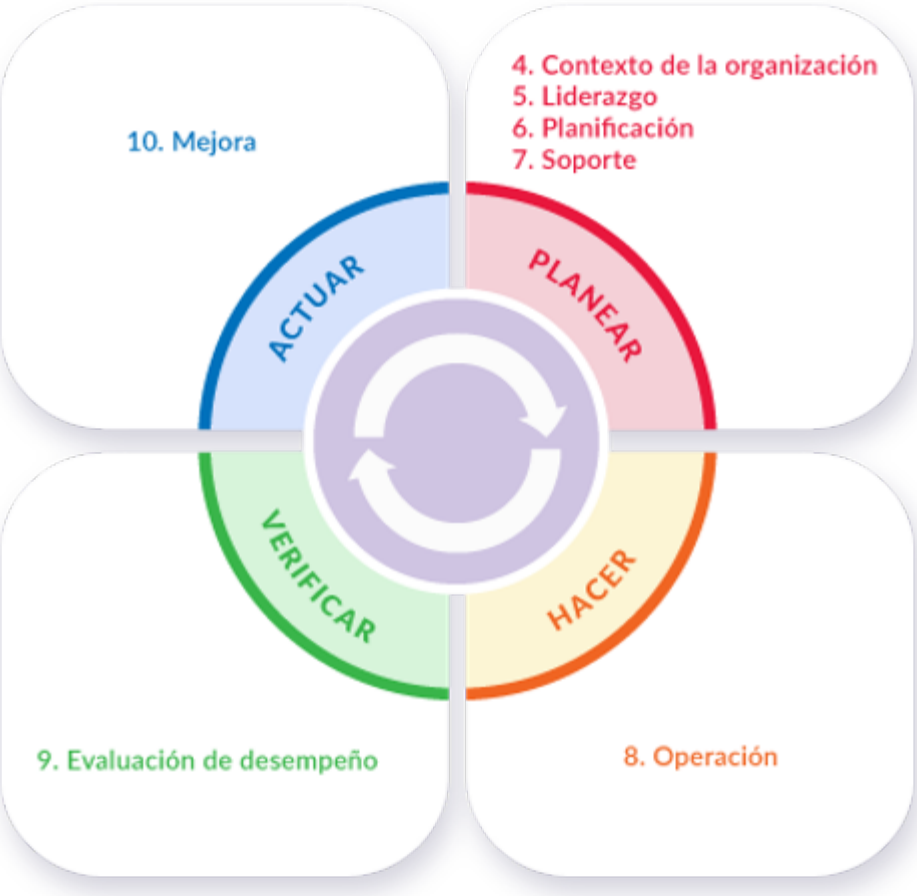 10. Mejora
4. Contexto de la organización
5. Liderazgo
6. Planificación
7. Soporte
ACTUAR
PLANEAR
VERIFICAR
HACER
9. Evaluación de desempeño
8. Operación